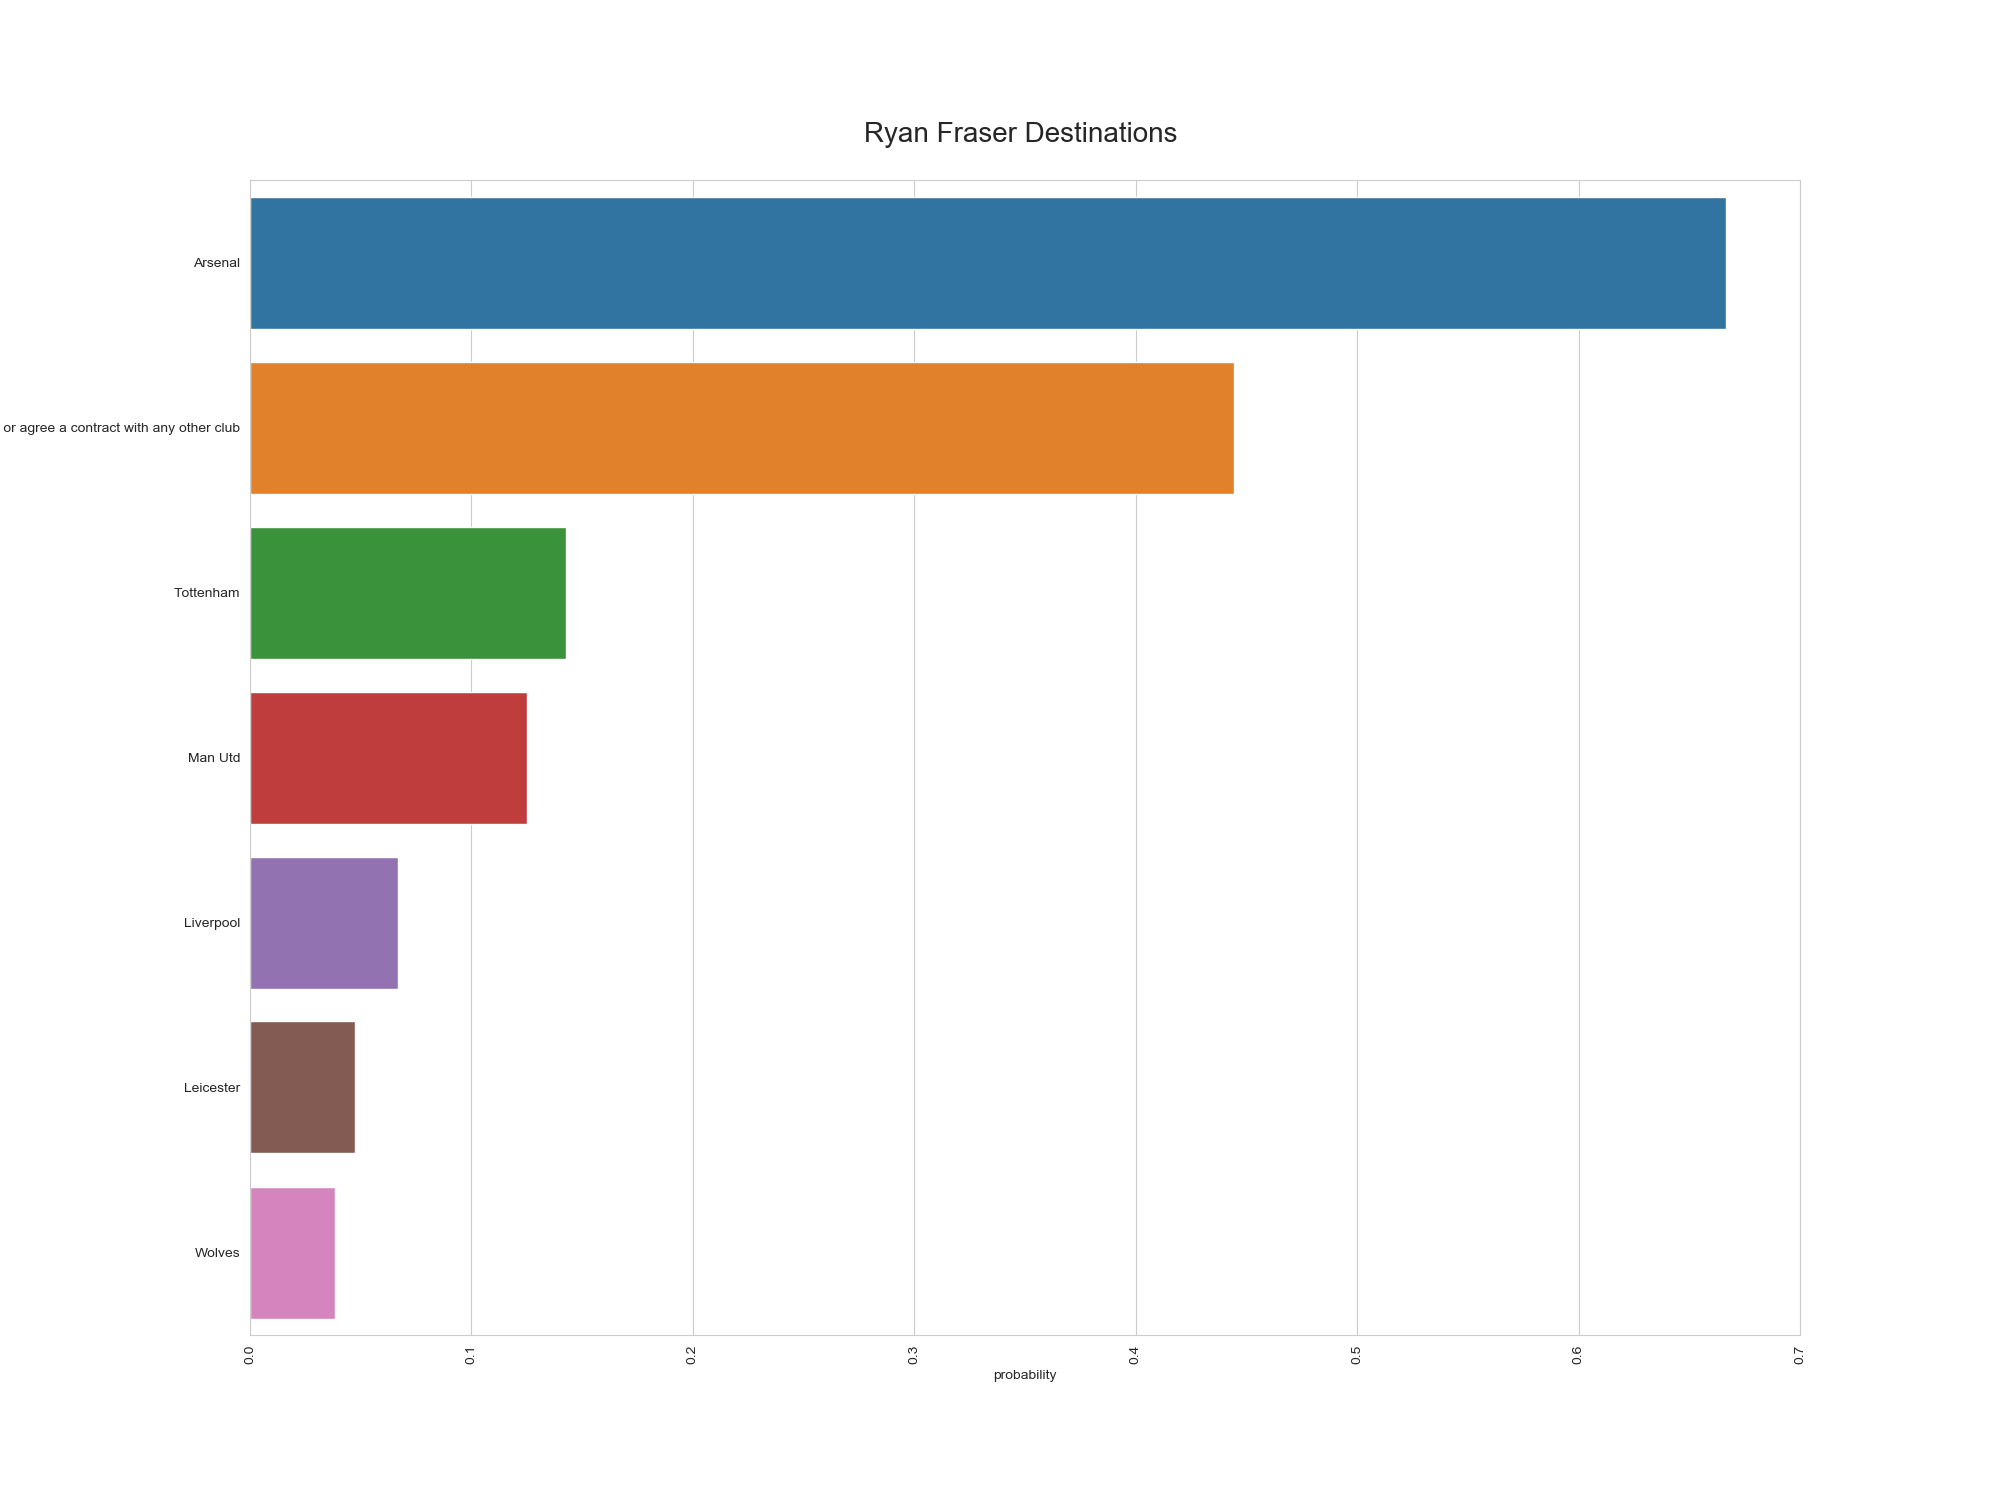 Ryan Fraser Destinations
Arsenal
or agree a contract with any other club
Tottenham
Man Utd
Liverpool
Leicester
Wolves
0.0
0.1
0.2
0.3
0.4
0.5
0.6
0.7
probability